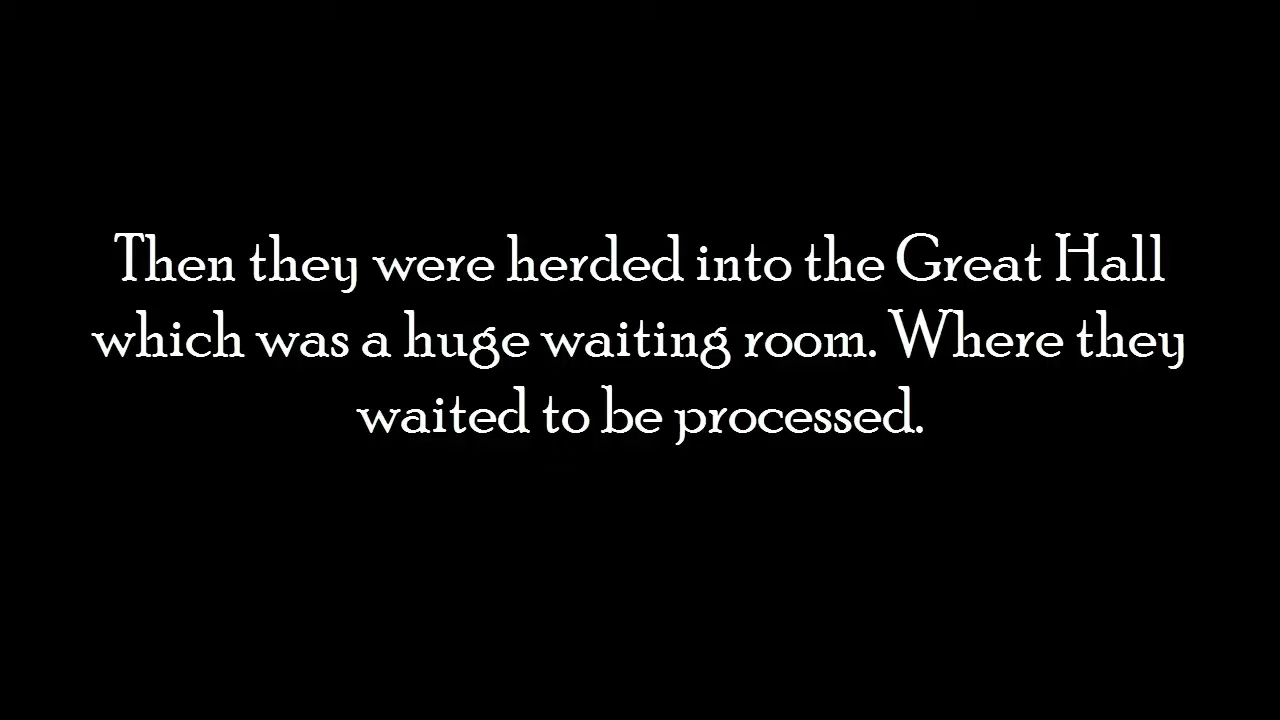 Then they were herded into the Great Hall
which was a huge waiting room. Where they
waited to be processed.